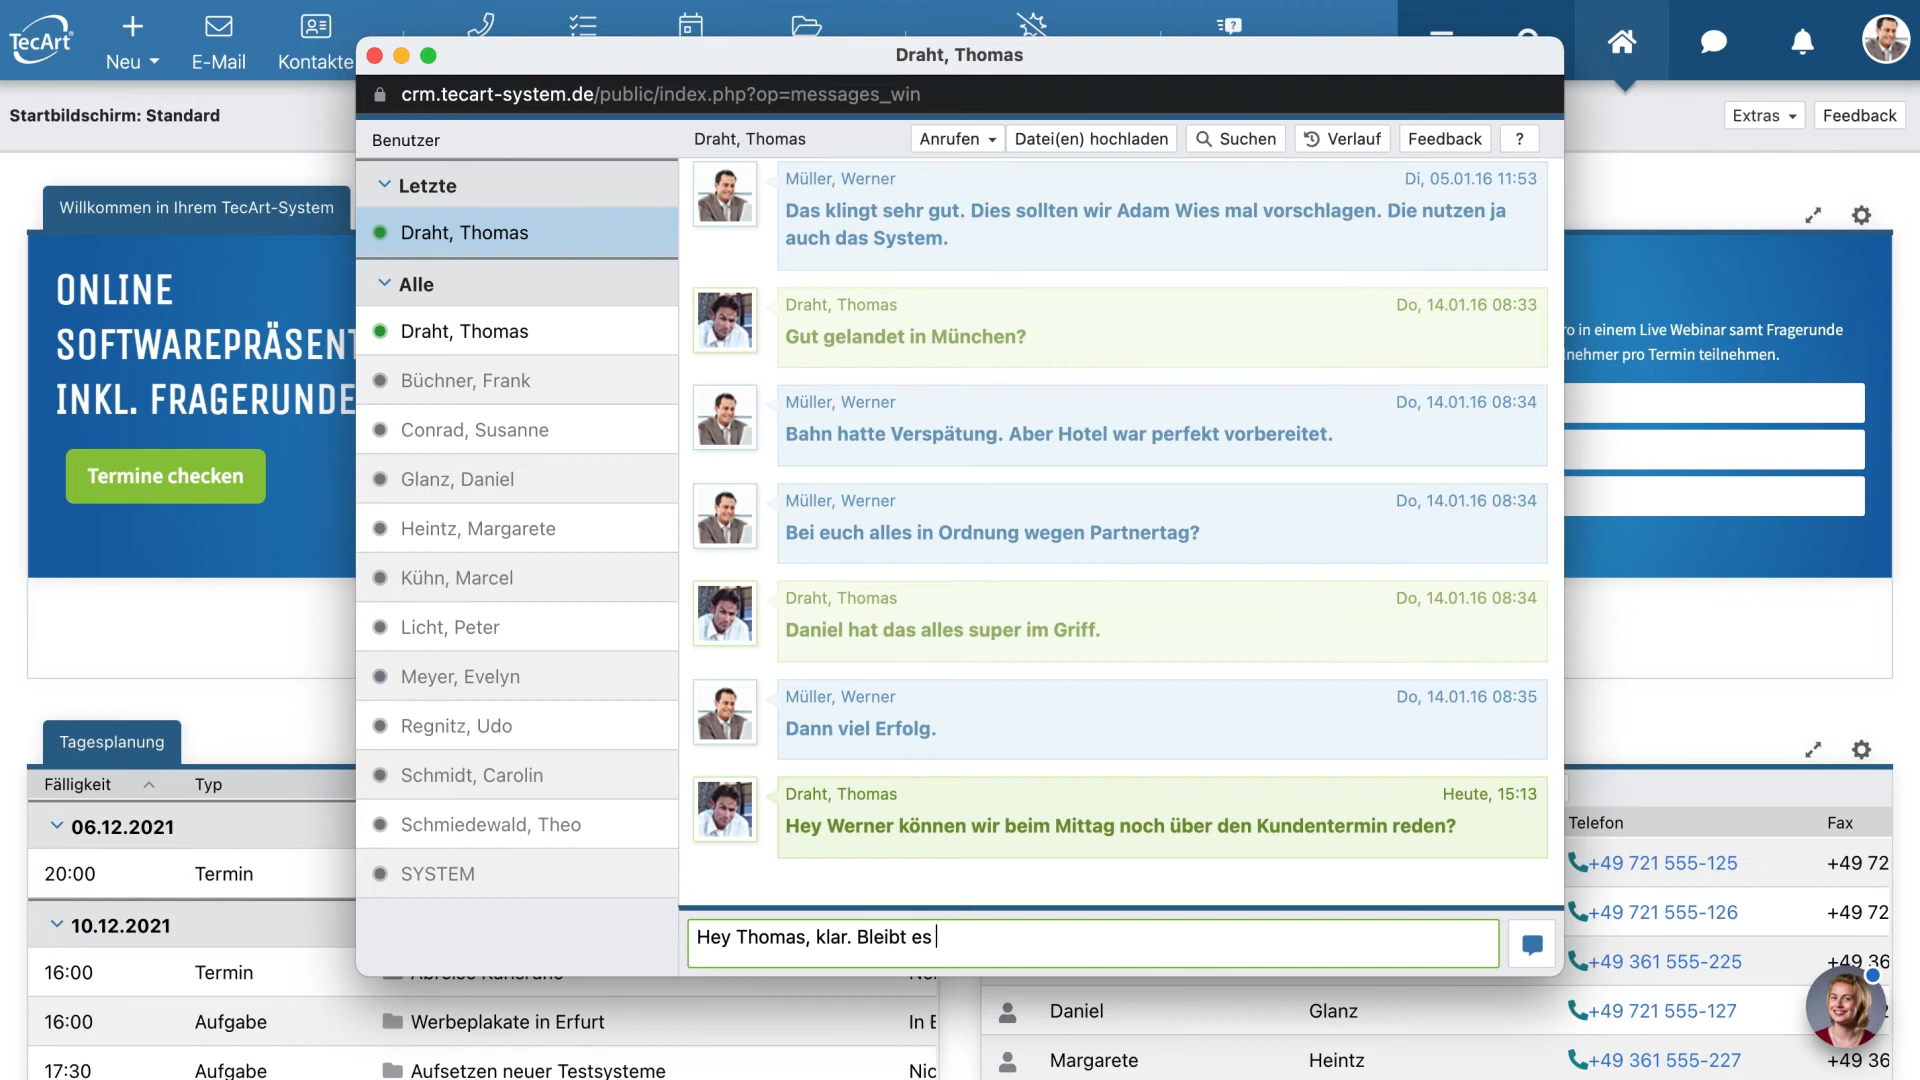 TecArt
Neu
E-Mail
Kontakte
Startbildschirm: Standard
Extras
Feedback
Draht, Thomas
crm.tecart-system.de/public/index.php?op=messages_win
Benutzer
Draht, Thomas
Anrufen
Datei(en) hochladen
Suchen
Verlauf
Feedback
?
Letzte
Draht, Thomas
Alle
Draht, Thomas
Büchner, Frank
Conrad, Susanne
Glanz, Daniel
Heintz, Margarete
Kühn, Marcel
Licht, Peter
Meyer, Evelyn
Regnitz, Udo
Schmidt, Carolin
Schmiedewald, Theo
SYSTEM
Müller, Werner Di, 05.01.16 11:53
Das klingt sehr gut. Dies sollten wir Adam Wies mal vorschlagen. Die nutzen ja
auch das System.
Draht, Thomas Do, 14.01.16 08:33
Gut gelandet in München?
Müller, Werner Do, 14.01.16 08:34
Bahn hatte Verspätung. Aber Hotel war perfekt vorbereitet.
Müller, Werner Do, 14.01.16 08:34
Bei euch alles in Ordnung wegen Partnertag?
Draht, Thomas Do, 14.01.16 08:34
Daniel hat das alles super im Griff.
Müller, Werner Do, 14.01.16 08:35
Dann viel Erfolg.
Draht, Thomas Heute, 15:13
Hey Werner können wir beim Mittag noch über den Kundentermin reden?
Hey Thomas, klar. Bleibt es
Willkommen in Ihrem TecArt-System
ONLINE
SOFTWAREPRÄSENT
INKL. FRAGERUNDE
Termine checken
ro in einem Live Webinar samt Fragerunde
lnehmer pro Termin teilnehmen.
Tagesplanung
Fälligkeit Typ
06.12.2021
20:00 Termin
10.12.2021
16:00 Termin
16:00 Aufgabe Werbeplakate in Erfurt In E
17:30 Aufgabe Aufsetzen neuer Testsysteme Nic
Telefon Fax
+49 721 555-125 +49 72
+49 721 555-126 +49 72
+49 361 555-225 +49 36
Daniel Glanz +49 721 555-127
Margarete Heintz +49 361 555-227 +49 36